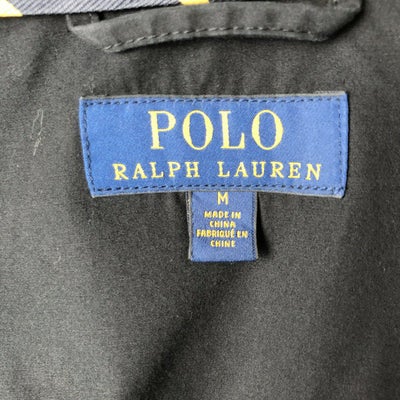 POLO
RALPH LAUREN
M
MADE IN
CHINA
FABRIQUÉ EN
CHINE